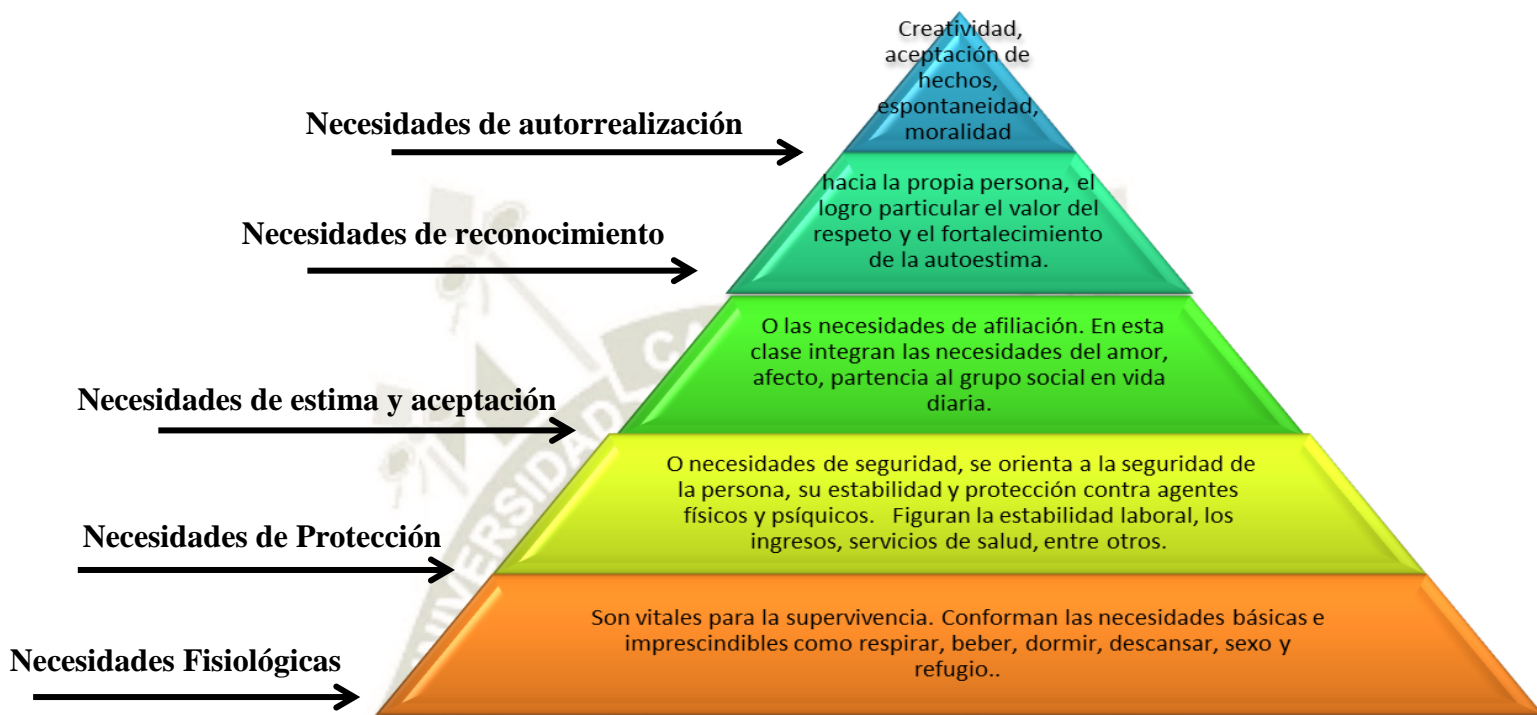 Creatividad,
aceptación de
hechos,
espontaneidad,
moralidad
Necesidades de autorrealización
hacia la propia persona, el
logro particular el valor del
respeto y el fortalecimiento
de la autoestima.
Necesidades de reconocimiento
O las necesidades de afiliación. En esta
clase integran las necesidades del amor,
afecto, partencia al grupo social en vida
diaria.
Necesidades de estima y aceptación
O necesidades de seguridad, se orienta a la seguridad de
la persona, su estabilidad y protección contra agentes
físicos y psíquicos. Figuran la estabilidad laboral, los
ingresos, servicios de salud, entre otros.
Necesidades de Protección
Son vitales para la supervivencia. Conforman las necesidades básicas e
imprescindibles como respirar, beber, dormir, descansar, sexo y
refugio..
Necesidades Fisiológicas
UNIVERSIDAD